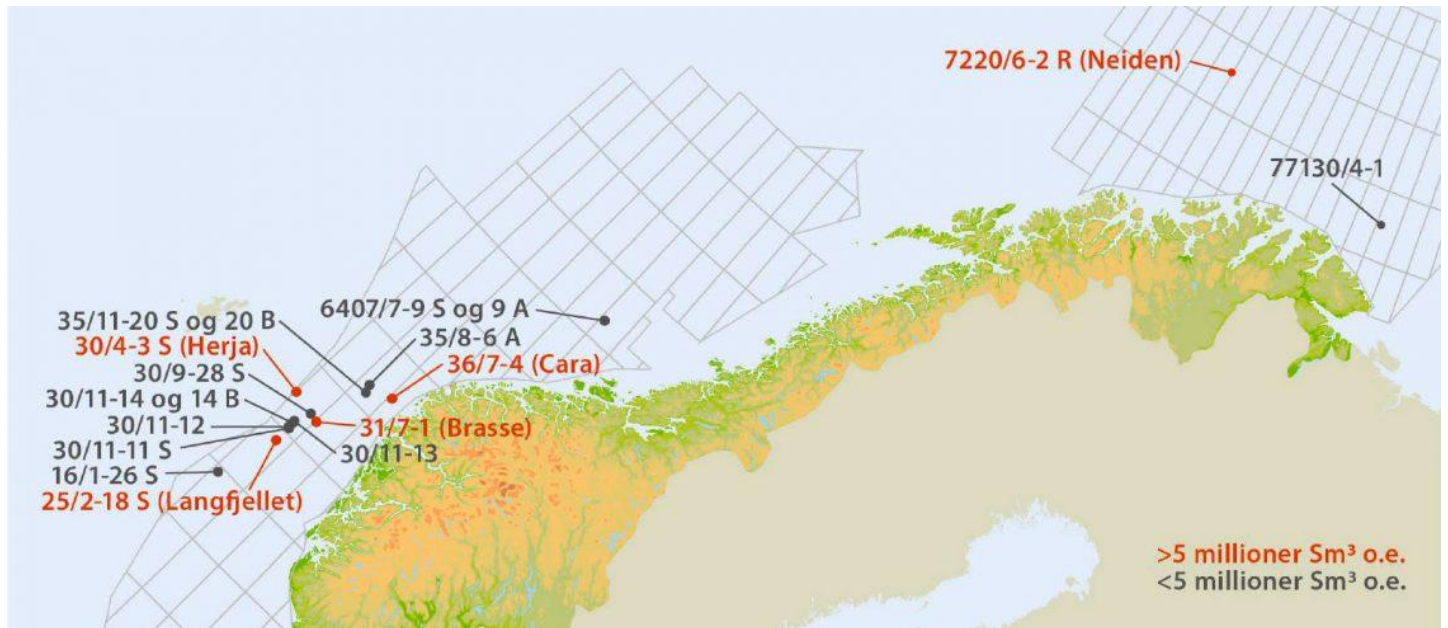 7220/6-2 R (Neiden)
77130/4-1
6407/7-9 S og 9 A
35/11-20 S og 20 B
35/8-6 A
30/4-3 S (Herja)
36/7-4 (Cara)
30/9-28 S
30/11-14 og 14 B
31/7-1 (Brasse)
30/11-12
30/11-13
30/11-11 S
16/1-26 S
25/2-18 S (Langfjellet)
>5 millioner Sm³ o.e.
<5 millioner Sm³ o.e.